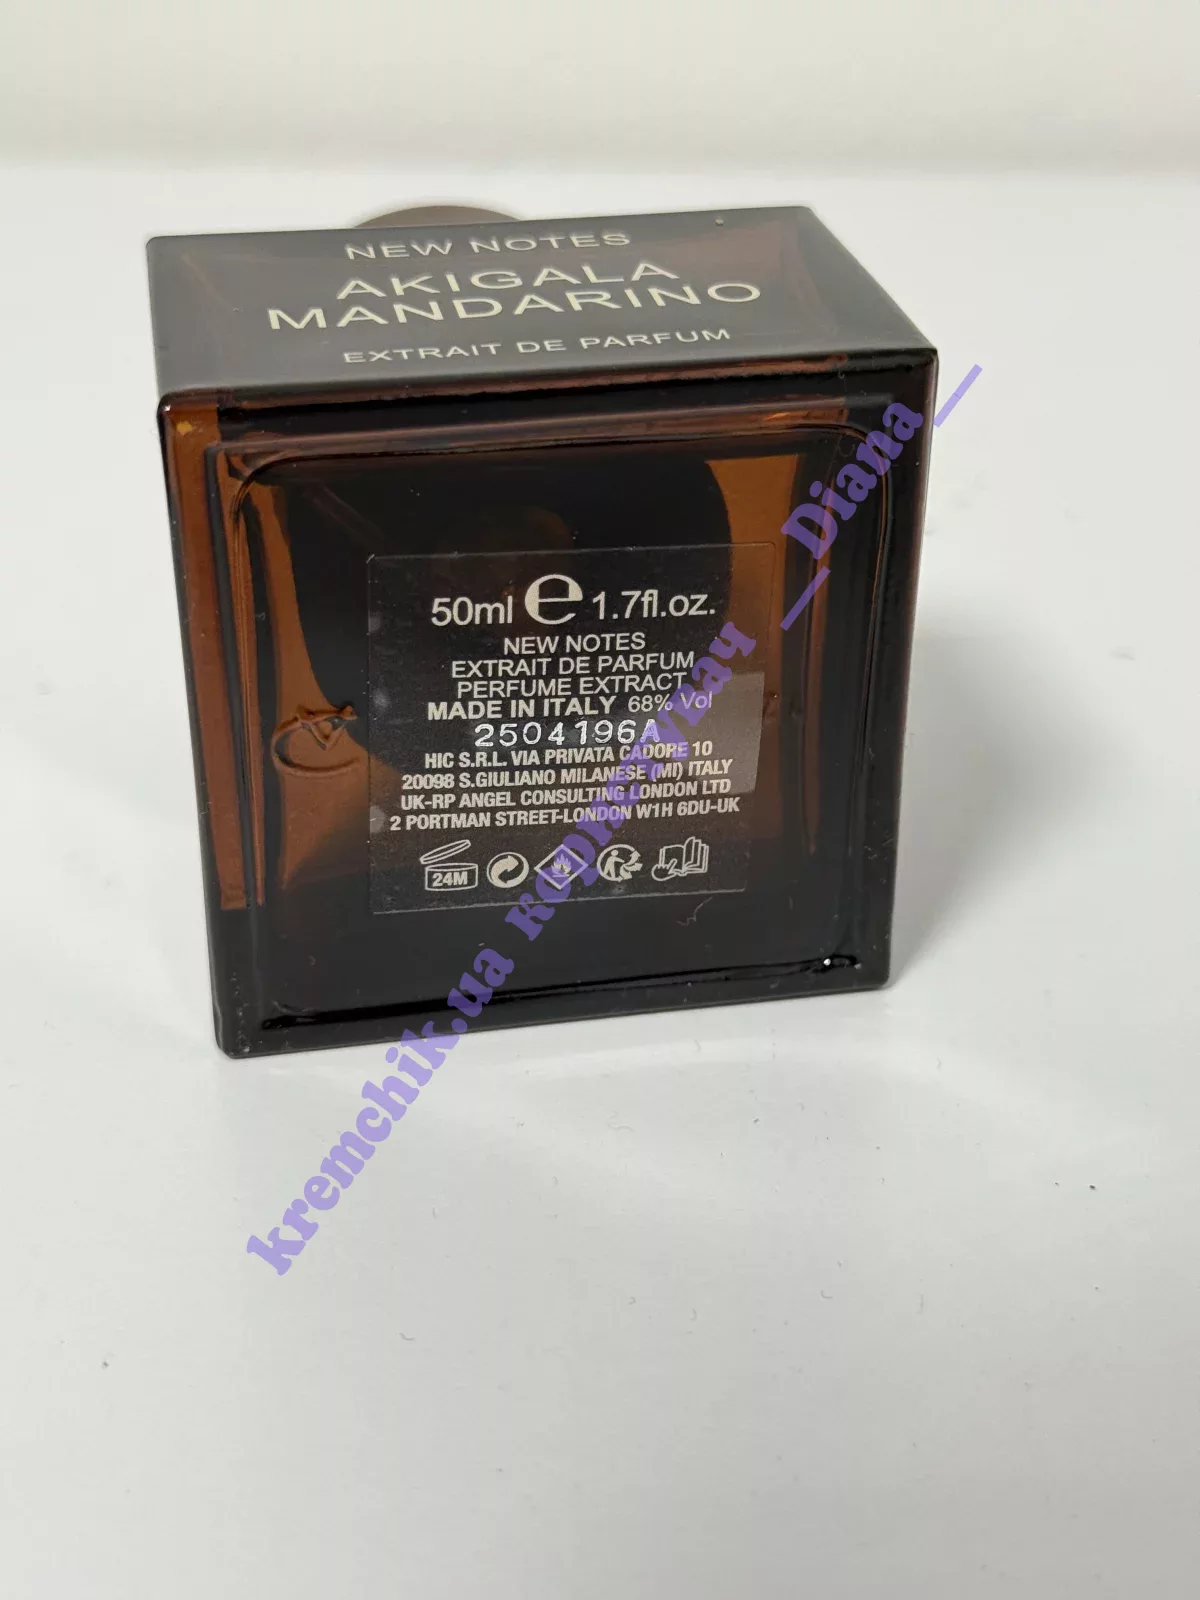 NEW NOTES
AKIGALA
MANDARINO
EXTRAIT DE PARFUM
50ml e 1.7fl.oz.
NEW NOTES
EXTRAIT DE PARFUM
PERFUME EXTRACT
MADE IN ITALY 68% Vol
2504196A
HIC S.R.L. VIA PRIVATA CADORE 10
20098 S.GIULIANO MILANESE (MI) ITALY
UK-RP ANGEL CONSULTING LONDON LTD
2 PORTMAN STREET-LONDON W1H 6DU-UK
24M
kremchik.ua користувач __Diana__